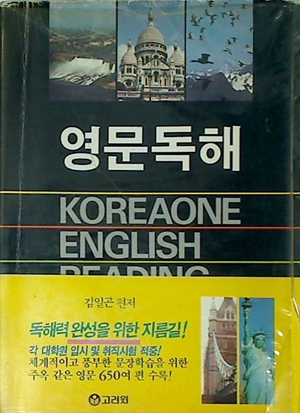 영문독해
KOREAONE
ENGLISH
READING
김일곤 편저
독해력 완성을 위한 지름길!
각 대학원 입시 및 취직시험 적중!
체계적이고 풍부한 문장학습을 위한
주옥 같은 영문 650여 편 수록!
고려원